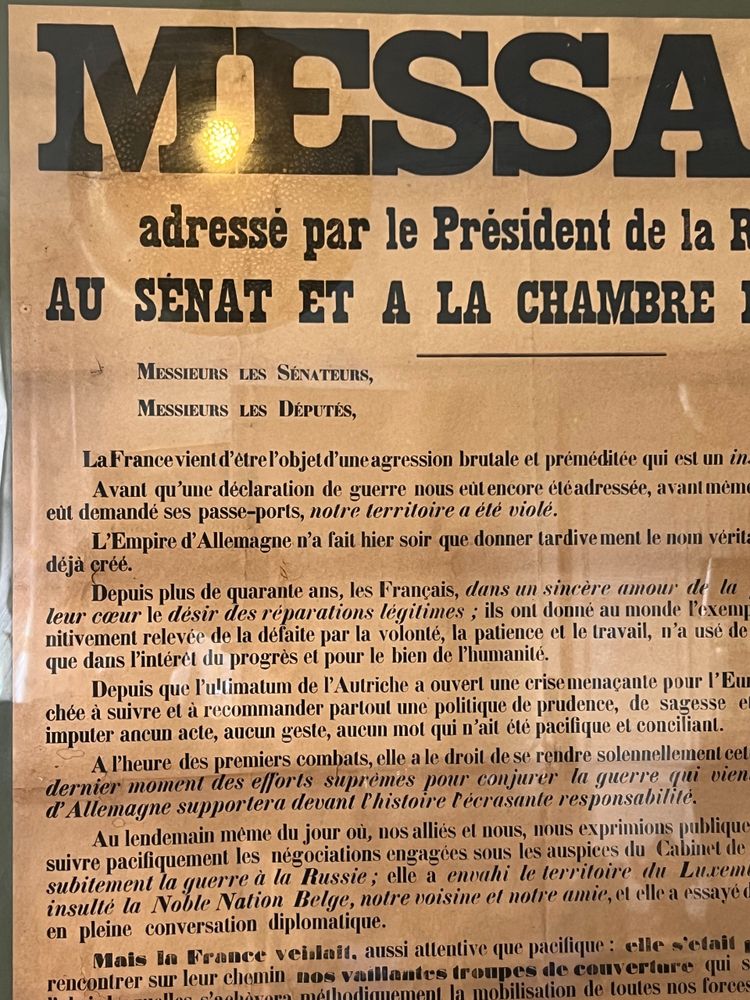 MESSA
adressé par le Président de la R
AU SÉNAT ET A LA CHAMBRE
MESSIEURS LES SÉNATEURS,
MESSIEURS LES DÉPUTÉS,
La France vient d'être l'objet d'une agression brutale et préméditée qui est un in
Avant qu'une déclaration de guerre nous eût encore été adressée, avant même
eût demandé ses passe-ports, notre territoire a été violé.
L'Empire d'Allemagne n'a fait hier soir que donner tardivement le nom vérita
déjà créé.
Depuis plus de quarante ans, les Français, dans un sincère amour de la
leur cœur le désir des réparations légitimes ; ils ont donné au monde l'exemp
nitivement relevée de la défaite par la volonté, la patience et le travail, n'a usé de
que dans l'intérêt du progrès et pour le bien de l'humanité.
Depuis que l'ultimatum de l'Autriche a ouvert une crise menaçante pour l'Eur
chée à suivre et à recommander partout une politique de prudence, de sagesse et
imputer aucun acte, aucun geste, aucun mot qui n'ait été pacifique et conciliant.
A l'heure des premiers combats, elle a le droit de se rendre solennellement cet
dernier moment des efforts suprêmes pour conjurer la guerre qui vien
d'Allemagne supportera devant l'histoire l'écrasante responsabilité.
Au lendemain même du jour où, nos alliés et nous, nous exprimions publique
suivre pacifiquement les négociations engagées sous les auspices du Cabinet de
subitement la guerre à la Russie ; elle a envahi le territoire du Luxem
insulté la Noble Nation Belge, notre voisine et notre amie, et elle a essayé d
en pleine conversation diplomatique.
Mais la France veillait, aussi attentive que pacifique : elle s'était
rencontrer sur leur chemin nos vaillantes troupes de couverture qui s
s'achèvera méthodiquement la mobilisation de toutes nos forces